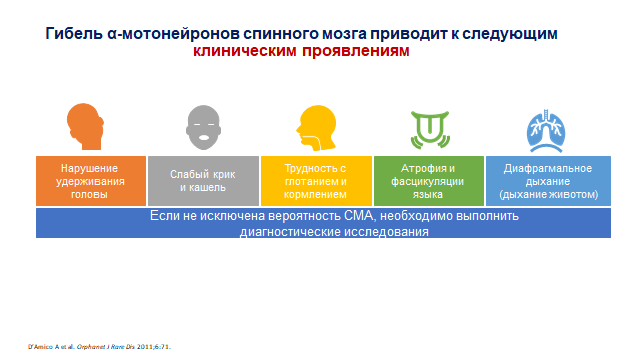 Гибель α-мотонейронов спинного мозга приводит к следующим
клиническим проявлениям
Нарушение
удерживания
головы
Слабый крик
и кашель
Трудность с
глотанием и
кормлением
Атрофия и
фасцикуляции
языка
Диафрагмальное
дыхание
(дыхание животом)
Если не исключена вероятность СМА, необходимо выполнить
диагностические исследования
D'Amico A et al. Orphanet J Rare Dis 2011;6:71.